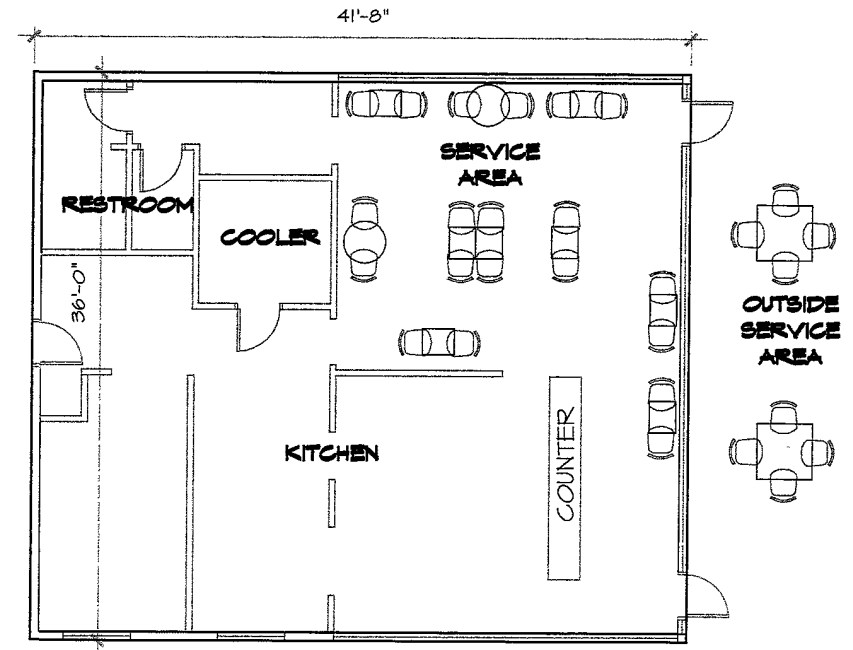 41'-8"
SERVICE
AREA
RESTROOM
COOLER
36'-0"
OUTSIDE
SERVICE
AREA
COUNTER
KITCHEN